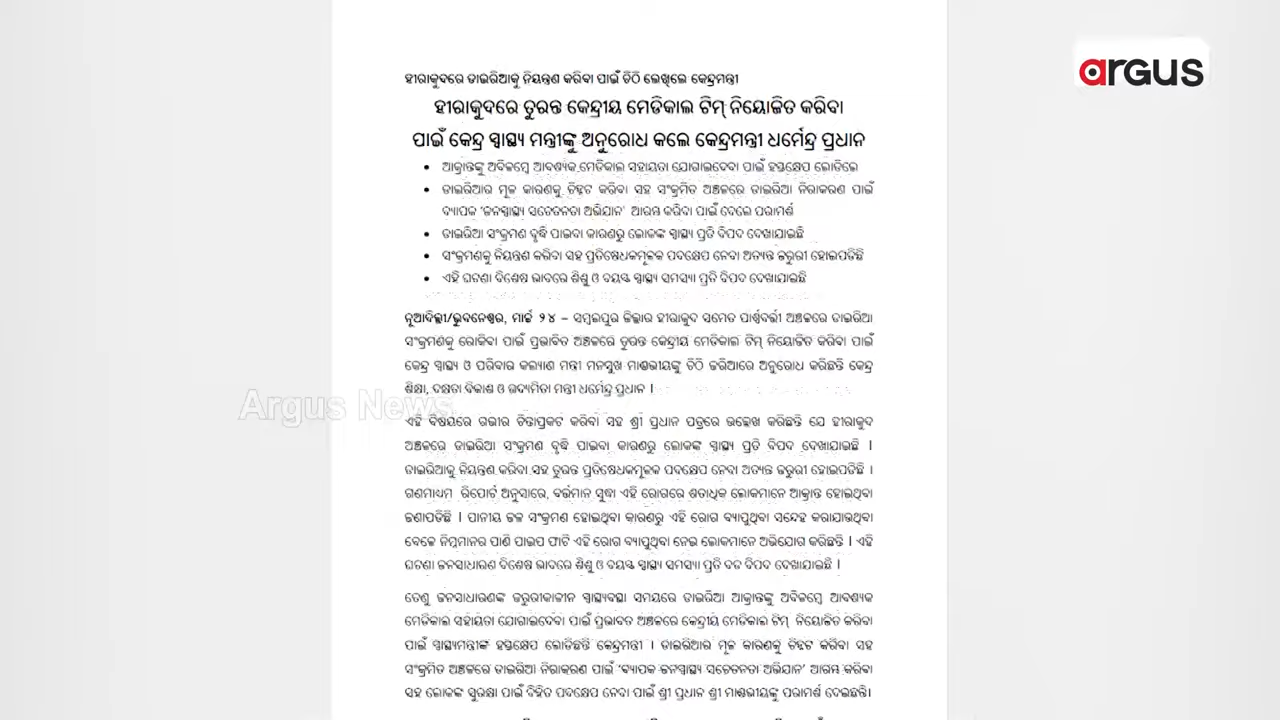 argus
ହୀରାକୁଦରେ ଡାଇରିଆକୁ ନିୟନ୍ତ୍ରଣ କରିବା ପାଇଁ ଚିଠି ଲେଖିଲେ କେନ୍ଦ୍ରମନ୍ତ୍ରୀ
ହୀରାକୁଦରେ ତୁରନ୍ତ କେନ୍ଦ୍ରୀୟ ମେଡିକାଲ ଟିମ୍ ନିୟୋଜିତ କରିବା
ପାଇଁ କେନ୍ଦ୍ର ସ୍ୱାସ୍ଥ୍ୟ ମନ୍ତ୍ରୀଙ୍କୁ ଅନୁରୋଧ କଲେ କେନ୍ଦ୍ରମନ୍ତ୍ରୀ ଧର୍ମେନ୍ଦ୍ର ପ୍ରଧାନ
• ଆକ୍ରାନ୍ତଙ୍କୁ ଅବିଳମ୍ବେ ଆବଶ୍ୟକ ମେଡିକାଲ ସହାୟତା ଯୋଗାଇଦେବା ପାଇଁ ହସ୍ତକ୍ଷେପ ଲୋଡିଲେ
• ଡାଇରିଆର ମୂଳ କାରଣକୁ ଚିହ୍ନଟ କରିବା ସହ ସଂକ୍ରମିତ ଅଞ୍ଚଳରେ ଡାଇରିଆ ନିରାକରଣ ପାଇଁ
ବ୍ୟାପକ ‘ଜନସ୍ୱାସ୍ଥ୍ୟ ସଚେତନତା ଅଭିଯାନ’ ଆରମ୍ଭ କରିବା ପାଇଁ ଦେଲେ ପରାମର୍ଶ
• ଡାଇରିଆ ସଂକ୍ରମଣ ବୃଦ୍ଧି ପାଇବା କାରଣରୁ ଲୋକଙ୍କ ସ୍ୱାସ୍ଥ୍ୟ ପ୍ରତି ବିପଦ ଦେଖାଯାଇଛି
• ସଂକ୍ରମଣକୁ ନିୟନ୍ତ୍ରଣ କରିବା ସହ ପ୍ରତିଷେଧକମୂଳକ ପଦକ୍ଷେପ ନେବା ଅତ୍ୟନ୍ତ ଜରୁରୀ ହୋଇପଡିଛି
• ଏହି ଘଟଣା ବିଶେଷ ଭାବରେ ଶିଶୁ ଓ ବୟସ୍କ ସ୍ୱାସ୍ଥ୍ୟ ସମସ୍ୟା ପ୍ରତି ବିପଦ ଦେଖାଯାଇଛି
ନୂଆଦିଲ୍ଲୀ/ଭୁବନେଶ୍ୱର, ମାର୍ଚ୍ଚ ୨୪ – ସମ୍ବଲପୁର ଜିଲ୍ଲାର ହୀରାକୁଦ ସମେତ ପାର୍ଶ୍ୱବର୍ତ୍ତୀ ଅଞ୍ଚଳରେ ଡାଇରିଆ
ସଂକ୍ରମଣକୁ ରୋକିବା ପାଇଁ ପ୍ରଭାବିତ ଅଞ୍ଚଳରେ ତୁରନ୍ତ କେନ୍ଦ୍ରୀୟ ମେଡିକାଲ ଟିମ୍ ନିୟୋଜିତ କରିବା ପାଇଁ
କେନ୍ଦ୍ର ସ୍ୱାସ୍ଥ୍ୟ ଓ ପରିବାର କଲ୍ୟାଣ ମନ୍ତ୍ରୀ ମନସୁଖ ମାଣ୍ଡଭୀୟଙ୍କୁ ଚିଠି ଜରିଆରେ ଅନୁରୋଧ କରିଛନ୍ତି କେନ୍ଦ୍ର
ଶିକ୍ଷା, ଦକ୍ଷତା ବିକାଶ ଓ ଉଦ୍ୟମିତା ମନ୍ତ୍ରୀ ଧର୍ମେନ୍ଦ୍ର ପ୍ରଧାନ ।
Argus News
ଏହି ବିଷୟରେ ଗଭୀର ଚିନ୍ତାପ୍ରକଟ କରିବା ସହ ଶ୍ରୀ ପ୍ରଧାନ ପତ୍ରରେ ଉଲ୍ଲେଖ କରିଛନ୍ତି ଯେ ହୀରାକୁଦ
ଅଞ୍ଚଳରେ ଡାଇରିଆ ସଂକ୍ରମଣ ବୃଦ୍ଧି ପାଇବା କାରଣରୁ ଲୋକଙ୍କ ସ୍ୱାସ୍ଥ୍ୟ ପ୍ରତି ବିପଦ ଦେଖାଯାଇଛି ।
ଡାଇରିଆକୁ ନିୟନ୍ତ୍ରଣ କରିବା ସହ ତୁରନ୍ତ ପ୍ରତିଷେଧକମୂଳକ ପଦକ୍ଷେପ ନେବା ଅତ୍ୟନ୍ତ ଜରୁରୀ ହୋଇପଡିଛି ।
ଗଣମାଧ୍ୟମ ରିପୋର୍ଟ ଅନୁସାରେ, ବର୍ତ୍ତମାନ ସୁଦ୍ଧା ଏହି ରୋଗରେ ଶତାଧିକ ଲୋକମାନେ ଆକ୍ରାନ୍ତ ହୋଇଥିବା
ଜଣାପଡିଛି । ପାନୀୟ ଜଳ ସଂକ୍ରମଣ ହୋଇଥିବା କାରଣରୁ ଏହି ରୋଗ ବ୍ୟାପୁଥିବା ସନ୍ଦେହ କରାଯାଉଥିବା
ବେଳେ ନିମ୍ନମାନର ପାଣି ପାଇପ ଫାଟି ଏହି ରୋଗ ବ୍ୟାପୁଥିବା ନେଇ ଲୋକମାନେ ଅଭିଯୋଗ କରିଛନ୍ତି । ଏହି
ଘଟଣା ଜନସାଧାରଣ ବିଶେଷ ଭାବରେ ଶିଶୁ ଓ ବୟସ୍କ ସ୍ୱାସ୍ଥ୍ୟ ସମସ୍ୟା ପ୍ରତି ବଡ ବିପଦ ଦେଖାଯାଇଛି ।
ତେଣୁ ଜନସାଧାରଣଙ୍କ ଜରୁରୀକାଳୀନ ସ୍ୱାସ୍ଥ୍ୟବସ୍ଥା ସମୟରେ ଡାଇରିଆ ଆକ୍ରାନ୍ତଙ୍କୁ ଅବିଳମ୍ବେ ଆବଶ୍ୟକ
ମେଡିକାଲ ସହାୟତା ଯୋଗାଇଦେବା ପାଇଁ ପ୍ରଭାବତ ଅଞ୍ଚଳରେ କେନ୍ଦ୍ରୀୟ ମେଡିକାଲ ଟିମ୍ ନିୟୋଜିତ କରିବା
ପାଇଁ ସ୍ୱାସ୍ଥ୍ୟମନ୍ତ୍ରୀଙ୍କ ହସ୍ତକ୍ଷେପ ଲୋଡିଛନ୍ତି କେନ୍ଦ୍ରମନ୍ତ୍ରୀ । ଡାଇରିଆର ମୂଳ କାରଣକୁ ଚିହ୍ନଟ କରିବା ସହ
ସଂକ୍ରମିତ ଅଞ୍ଚଳରେ ଡାଇରିଆ ନିରାକରଣ ପାଇଁ ‘ବ୍ୟାପକ ଜନସ୍ୱାସ୍ଥ୍ୟ ସଚେତନତା ଅଭିଯାନ’ ଆରମ୍ଭ କରିବା
ସହ ଲୋକଙ୍କ ସୁରକ୍ଷା ପାଇଁ ବିହିତ ପଦକ୍ଷେପ ନେବା ପାଇଁ ଶ୍ରୀ ପ୍ରଧାନ ଶ୍ରୀ ମାଣ୍ଡଭୀୟଙ୍କୁ ପରାମର୍ଶ ଦେଇଛନ୍ତି।